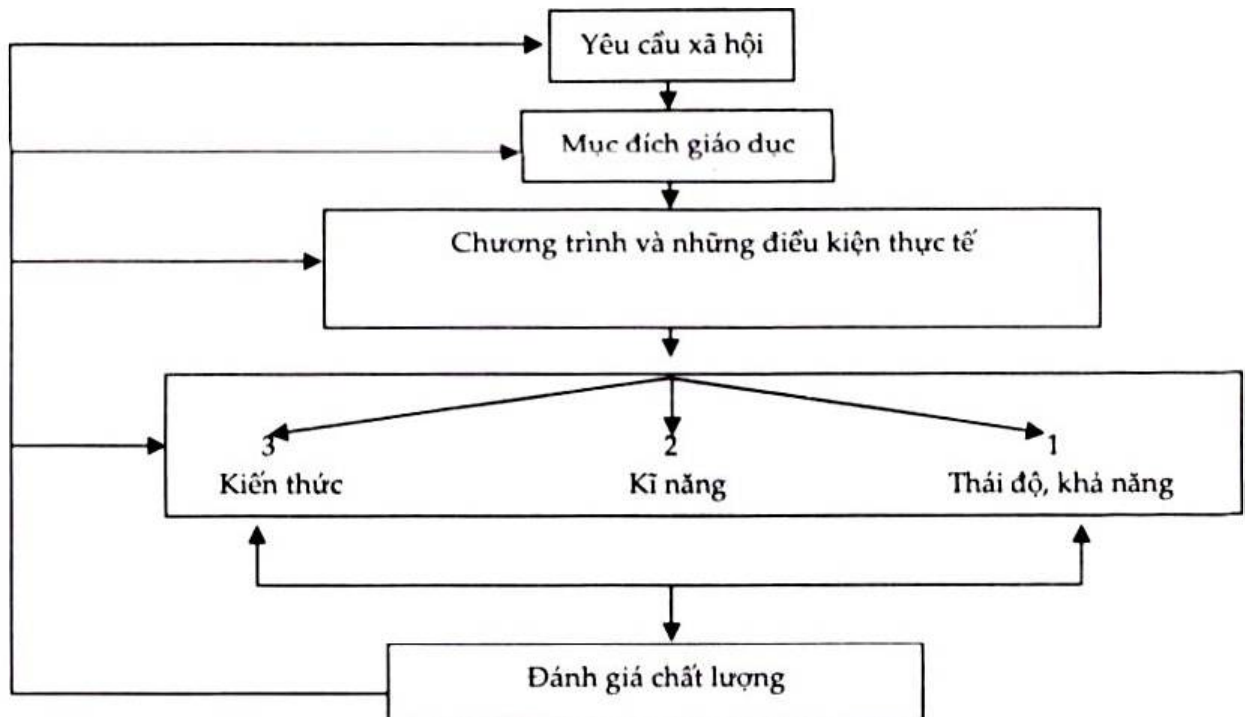 Yêu cầu xã hội
Mục đích giáo dục
Chương trình và những điều kiện thực tế
3 2 1
Kiến thức Kĩ năng Thái độ, khả năng
Đánh giá chất lượng